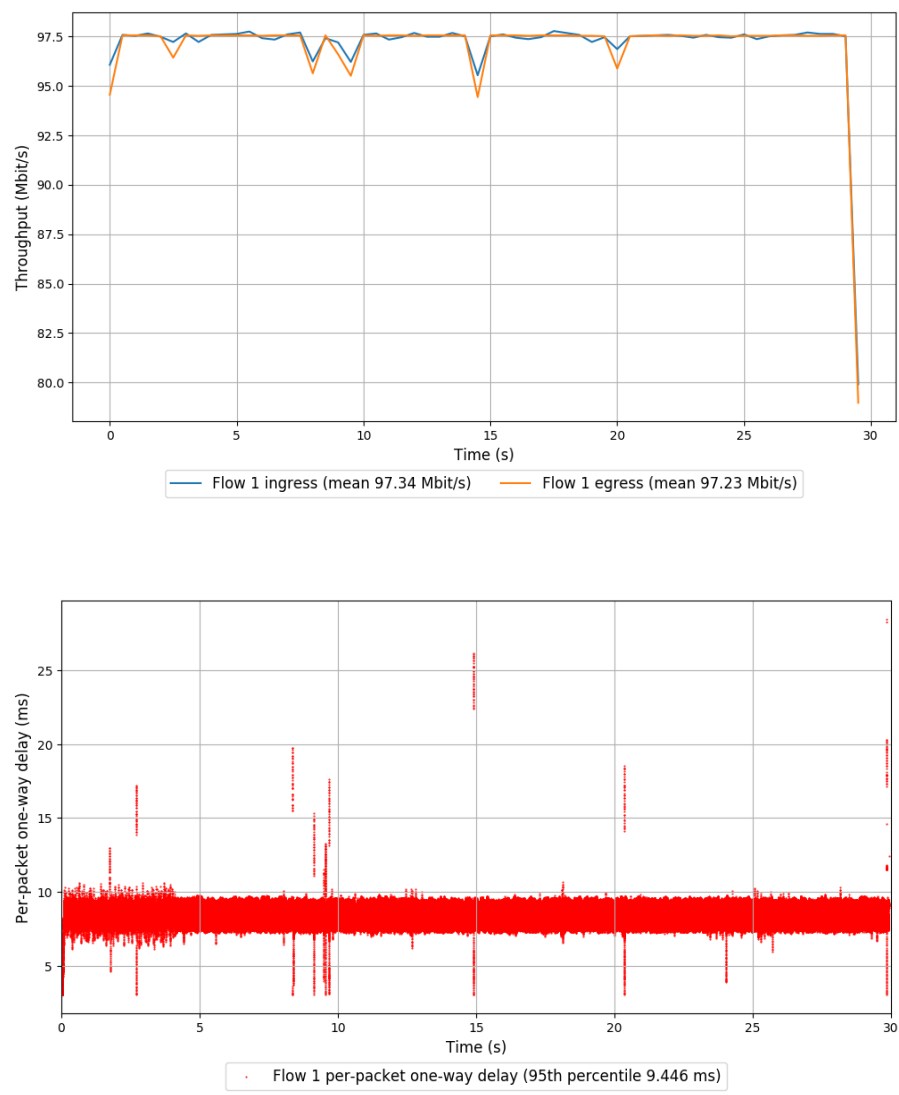 97.5
95.0
92.5
90.0
87.5
85.0
82.5
80.0
Throughput (Mbit/s)
0 5 10 15 20 25 30
Time (s)
Flow 1 ingress (mean 97.34 Mbit/s) Flow 1 egress (mean 97.23 Mbit/s)
25
20
15
10
5
Per-packet one-way delay (ms)
0 5 10 15 20 25 30
Time (s)
Flow 1 per-packet one-way delay (95th percentile 9.446 ms)